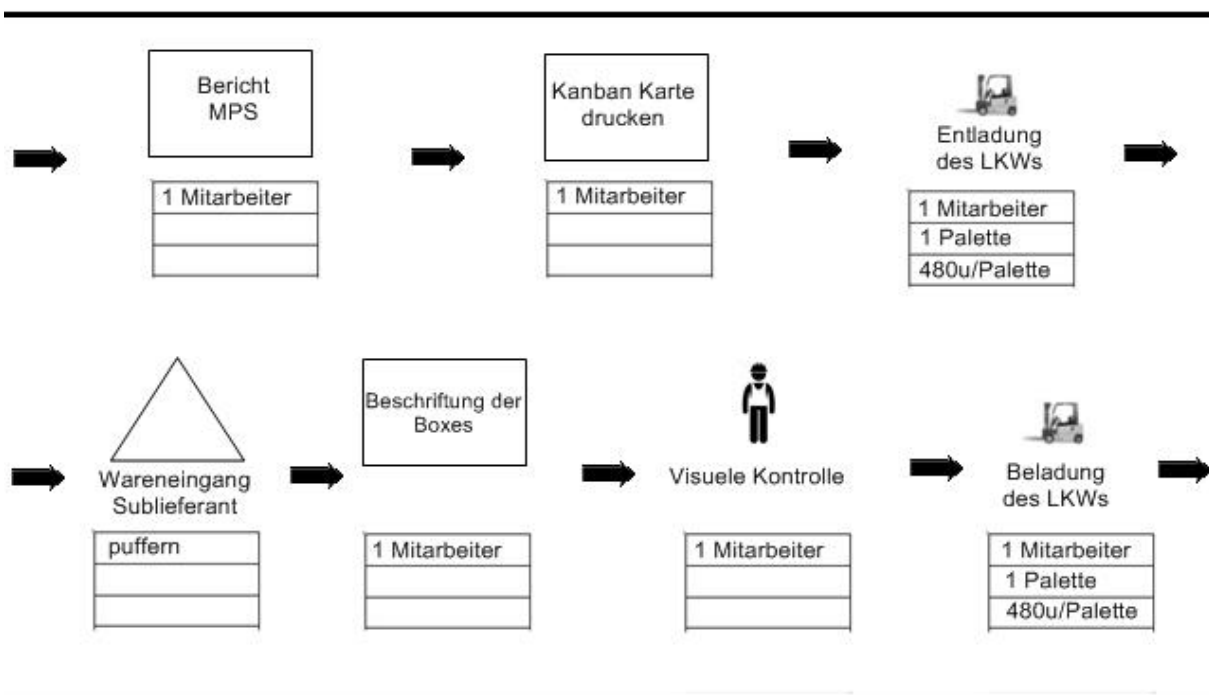 Bericht
MPS
1 Mitarbeiter
Kanban Karte
drucken
1 Mitarbeiter
Entladung
des LKWs
1 Mitarbeiter
1 Palette
480u/Palette
Wareneingang
Sublieferant
puffern
Beschriftung der
Boxes
1 Mitarbeiter
Visuele Kontrolle
1 Mitarbeiter
Beladung
des LKWs
1 Mitarbeiter
1 Palette
480u/Palette